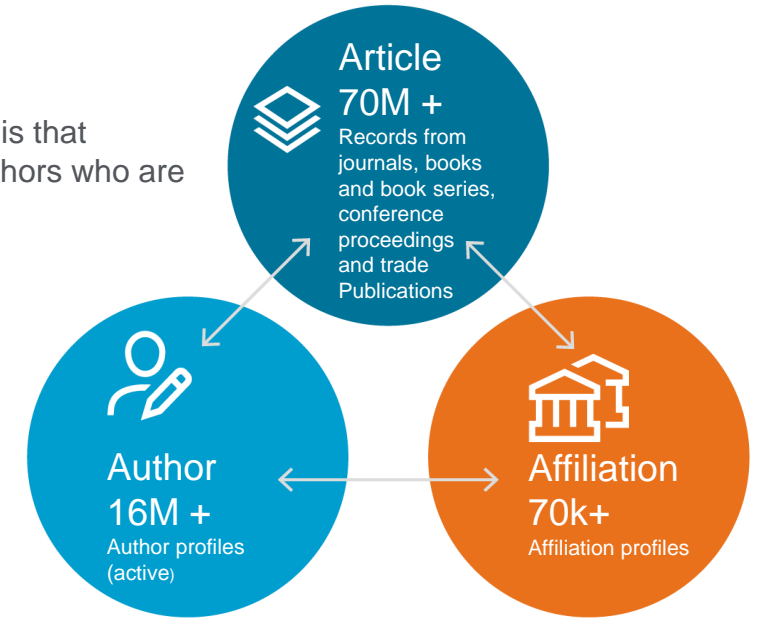 is that
hors who are
Article
70M +
Records from
journals, books
and book series,
conference
proceedings
and trade
Publications
Author
16M +
Author profiles
(active)
Affiliation
70k+
Affiliation profiles